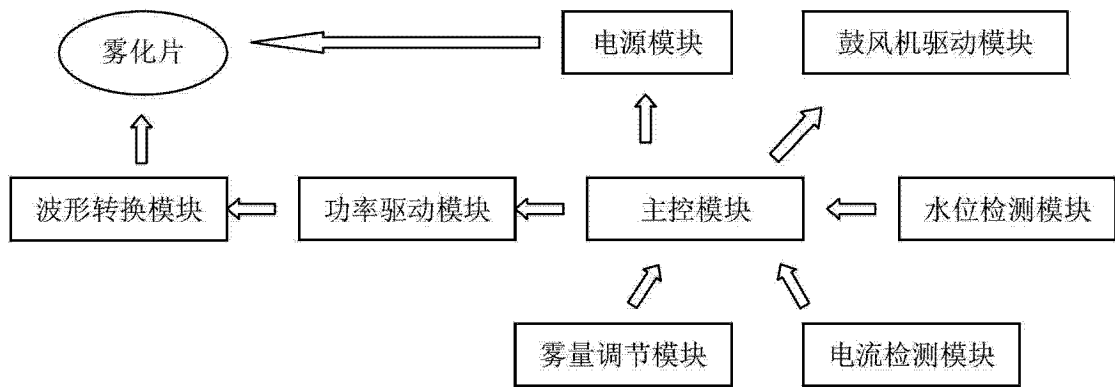 雾化片
电源模块
鼓风机驱动模块
波形转换模块
功率驱动模块
主控模块
水位检测模块
雾量调节模块
电流检测模块